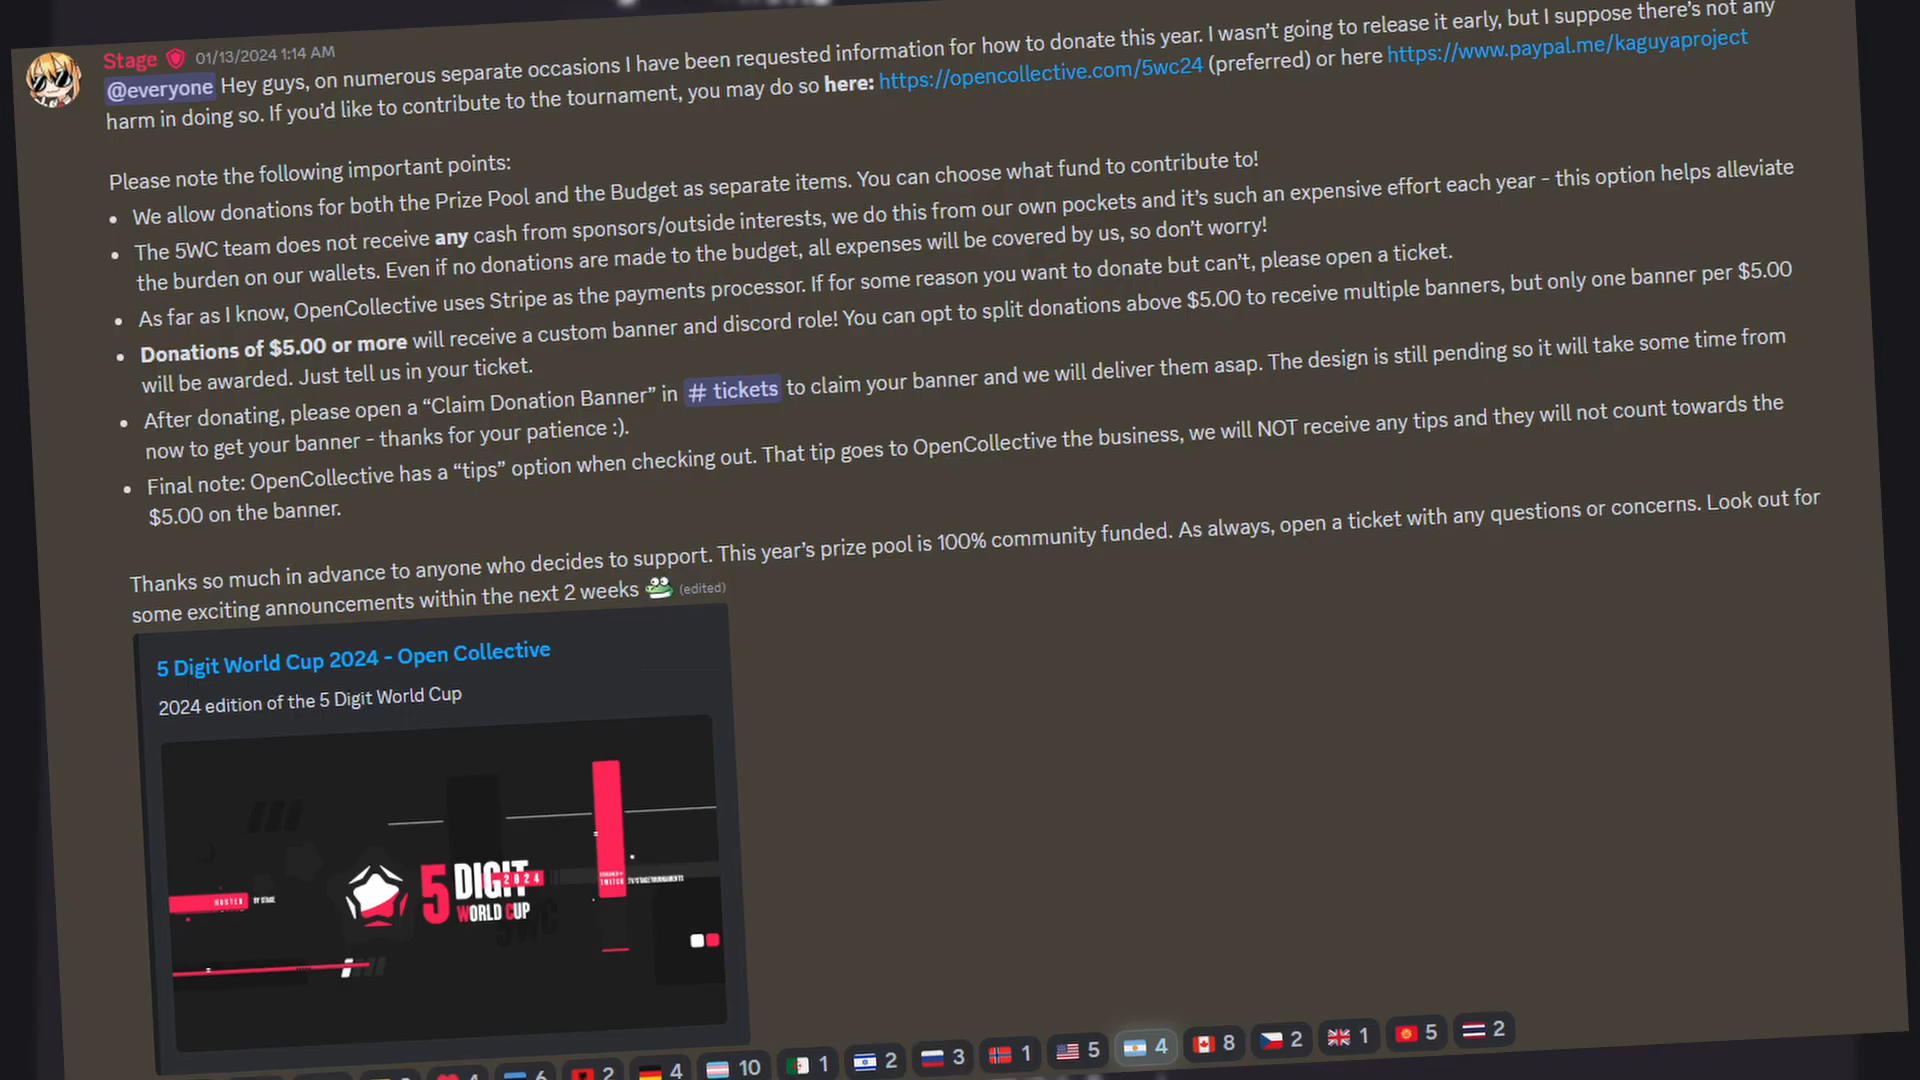 Stage 01/13/2024 1:14 AM
@everyone Hey guys, on numerous separate occasions I have been requested information for how to donate this year. I wasn't going to release it early, but I suppose there's not any
harm in doing so. If you'd like to contribute to the tournament, you may do so here: https://opencollective.com/5wc24 (preferred) or here https://www.paypal.me/kaguyaproject
Please note the following important points:
• We allow donations for both the Prize Pool and the Budget as separate items. You can choose what fund to contribute to!
• The 5WC team does not receive any cash from sponsors/outside interests, we do this from our own pockets and it's such an expensive effort each year - this option helps alleviate
the burden on our wallets. Even if no donations are made to the budget, all expenses will be covered by us, so don't worry!
• As far as I know, OpenCollective uses Stripe as the payments processor. If for some reason you want to donate but can't, please open a ticket.
• Donations of $5.00 or more will receive a custom banner and discord role! You can opt to split donations above $5.00 to receive multiple banners, but only one banner per $5.00
will be awarded. Just tell us in your ticket.
• After donating, please open a “Claim Donation Banner” in # tickets to claim your banner and we will deliver them asap. The design is still pending so it will take some time from
now to get your banner - thanks for your patience :).
• Final note: OpenCollective has a “tips” option when checking out. That tip goes to OpenCollective the business, we will NOT receive any tips and they will not count towards the
$5.00 on the banner.
Thanks so much in advance to anyone who decides to support. This year's prize pool is 100% community funded. As always, open a ticket with any questions or concerns. Look out for
some exciting announcements within the next 2 weeks (edited)
5 Digit World Cup 2024 - Open Collective
2024 edition of the 5 Digit World Cup
HOSTED BY STAGE
5 DIGIT 2024
WORLD CUP
5WC
TWITCH
6 2 4 10 1 2 3 1 5 4 8 2 1 5 2